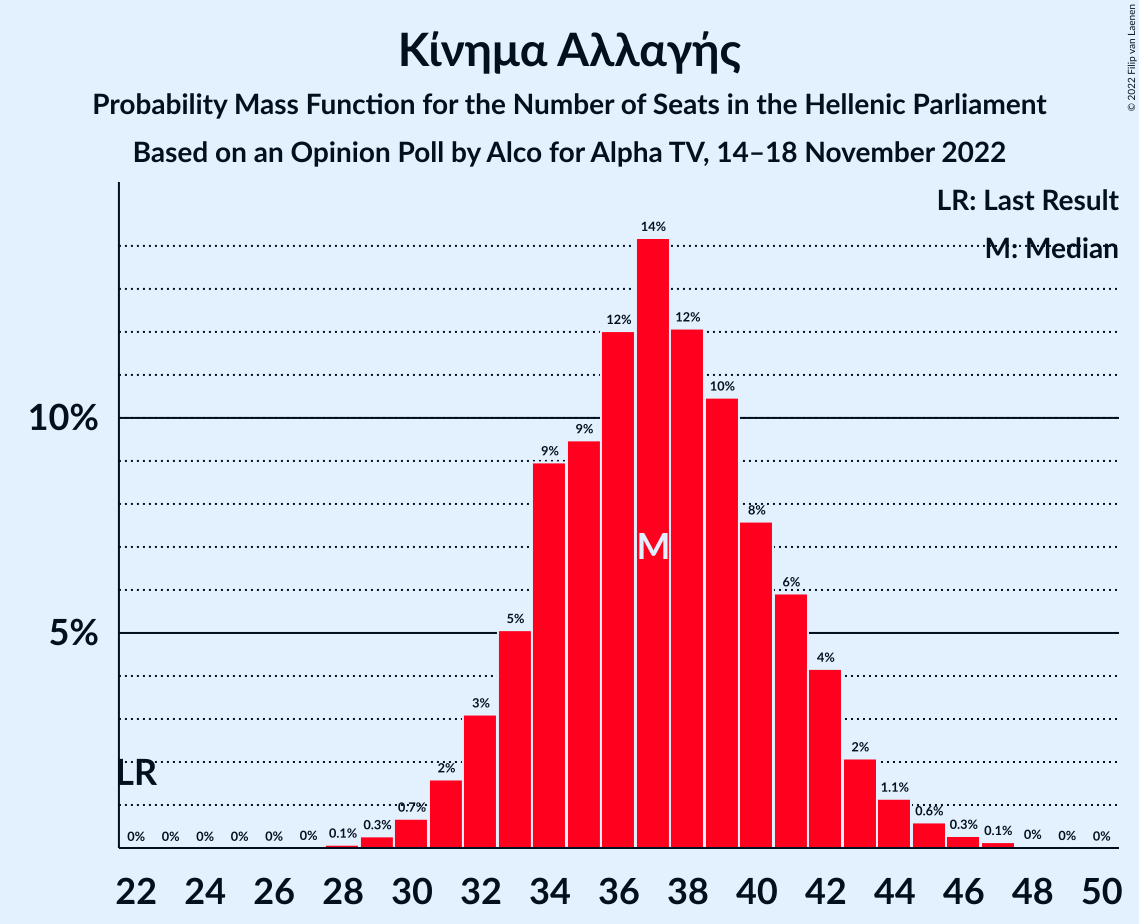 Κίνημα Αλλαγής
Probability Mass Function for the Number of Seats in the Hellenic Parliament
Based on an Opinion Poll by Alco for Alpha TV, 14–18 November 2022
© 2022 Filip van Laenen
LR: Last Result
M: Median
10%
5%
0% 0% 0% 0% 0% 0% 0.1% 0.3% 0.7% 2% 3% 5% 9% 9% 12% 14% 12% 10% 8% 6% 4% 2% 1.1% 0.6% 0.3% 0.1% 0% 0% 0%
M
LR
22 24 26 28 30 32 34 36 38 40 42 44 46 48 50